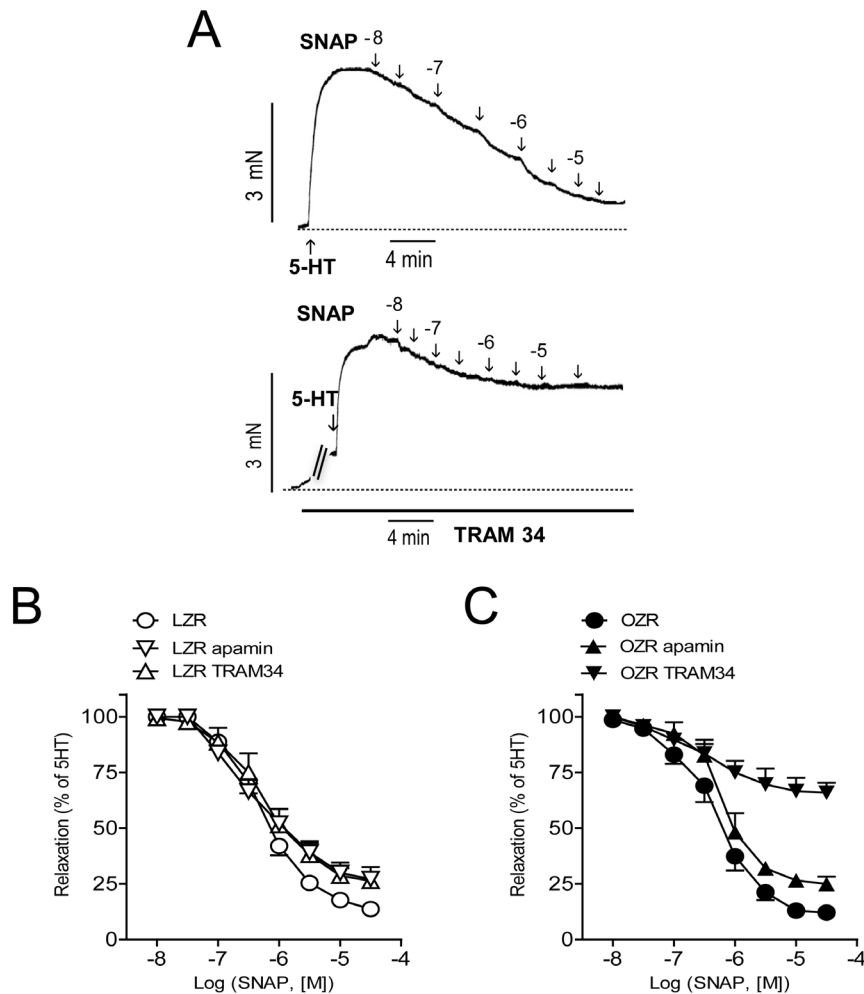 A
SNAP -8
-7
-6
-5
3 mN
5-HT
4 min
SNAP
-8
-7
-6
-5
5-HT
3 mN
4 min
TRAM 34
B
LZR
LZR apamin
LZR TRAM34
100
75
50
25
0
Relaxation (% of 5HT)
-8 -7 -6 -5 -4
Log (SNAP, [M])
C
OZR
OZR apamin
OZR TRAM34
100
75
50
25
0
Relaxation (% of 5HT)
-8 -7 -6 -5 -4
Log (SNAP, [M])